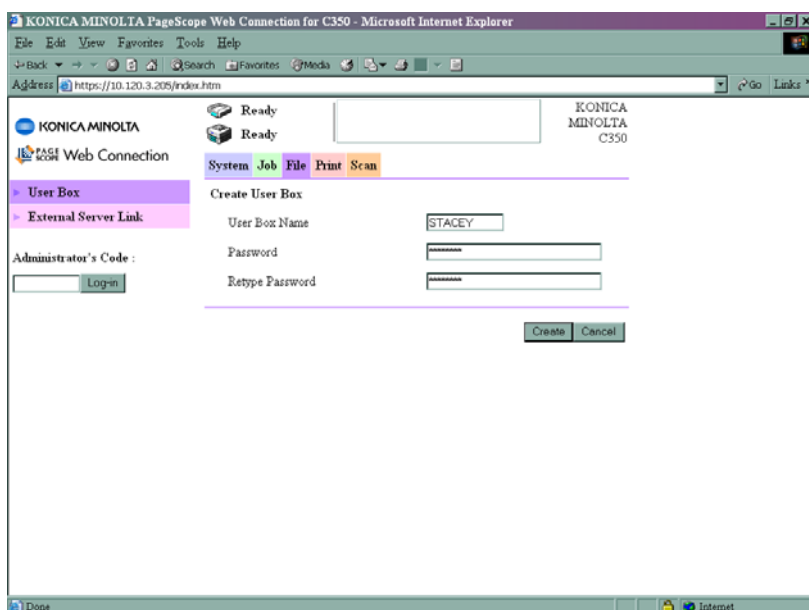 KONICA MINOLTA PageScope Web Connection for C350 - Microsoft Internet Explorer
File Edit View Favorites Tools Help
Back Search Favorites Media
Address https://10.120.3.205/index.htm Go Links »
KONICA MINOLTA
PAGE SCOPE Web Connection
Ready
Ready
KONICA
MINOLTA
C350
System Job File Print Scan
User Box
External Server Link
Administrator's Code :
Log-in
Create User Box
User Box Name STACEY
Password ********
Retype Password ********
Create Cancel
Done Internet